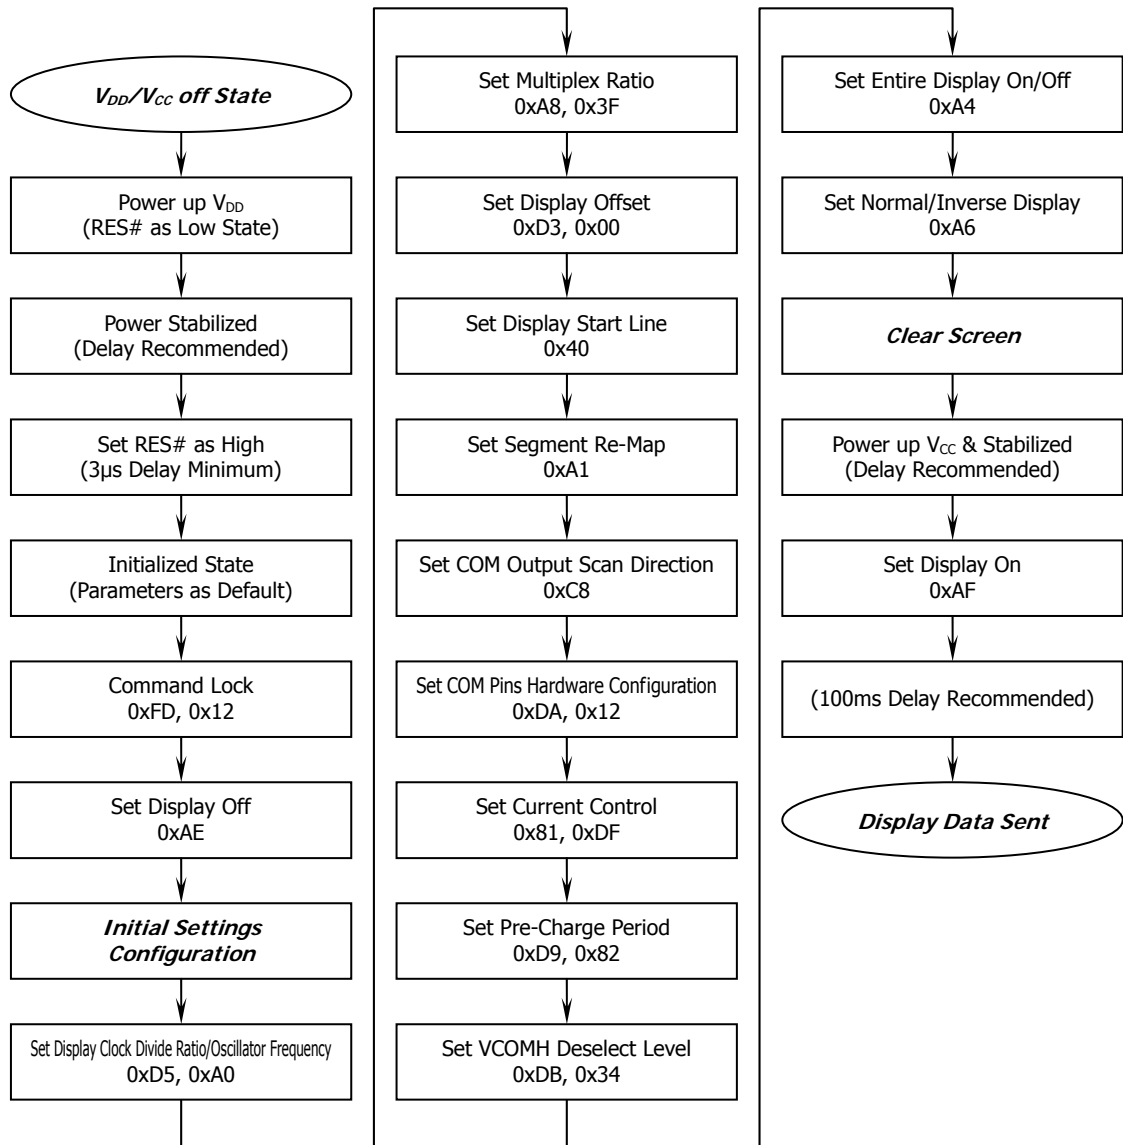 V_DD/V_CC off State
Power up V_DD
(RES# as Low State)
Power Stabilized
(Delay Recommended)
Set RES# as High
(3μs Delay Minimum)
Initialized State
(Parameters as Default)
Command Lock
0xFD, 0x12
Set Display Off
0xAE
Initial Settings
Configuration
Set Display Clock Divide Ratio/Oscillator Frequency
0xD5, 0xA0
Set Multiplex Ratio
0xA8, 0x3F
Set Display Offset
0xD3, 0x00
Set Display Start Line
0x40
Set Segment Re-Map
0xA1
Set COM Output Scan Direction
0xC8
Set COM Pins Hardware Configuration
0xDA, 0x12
Set Current Control
0x81, 0xDF
Set Pre-Charge Period
0xD9, 0x82
Set VCOMH Deselect Level
0xDB, 0x34
Set Entire Display On/Off
0xA4
Set Normal/Inverse Display
0xA6
Clear Screen
Power up V_CC & Stabilized
(Delay Recommended)
Set Display On
0xAF
(100ms Delay Recommended)
Display Data Sent